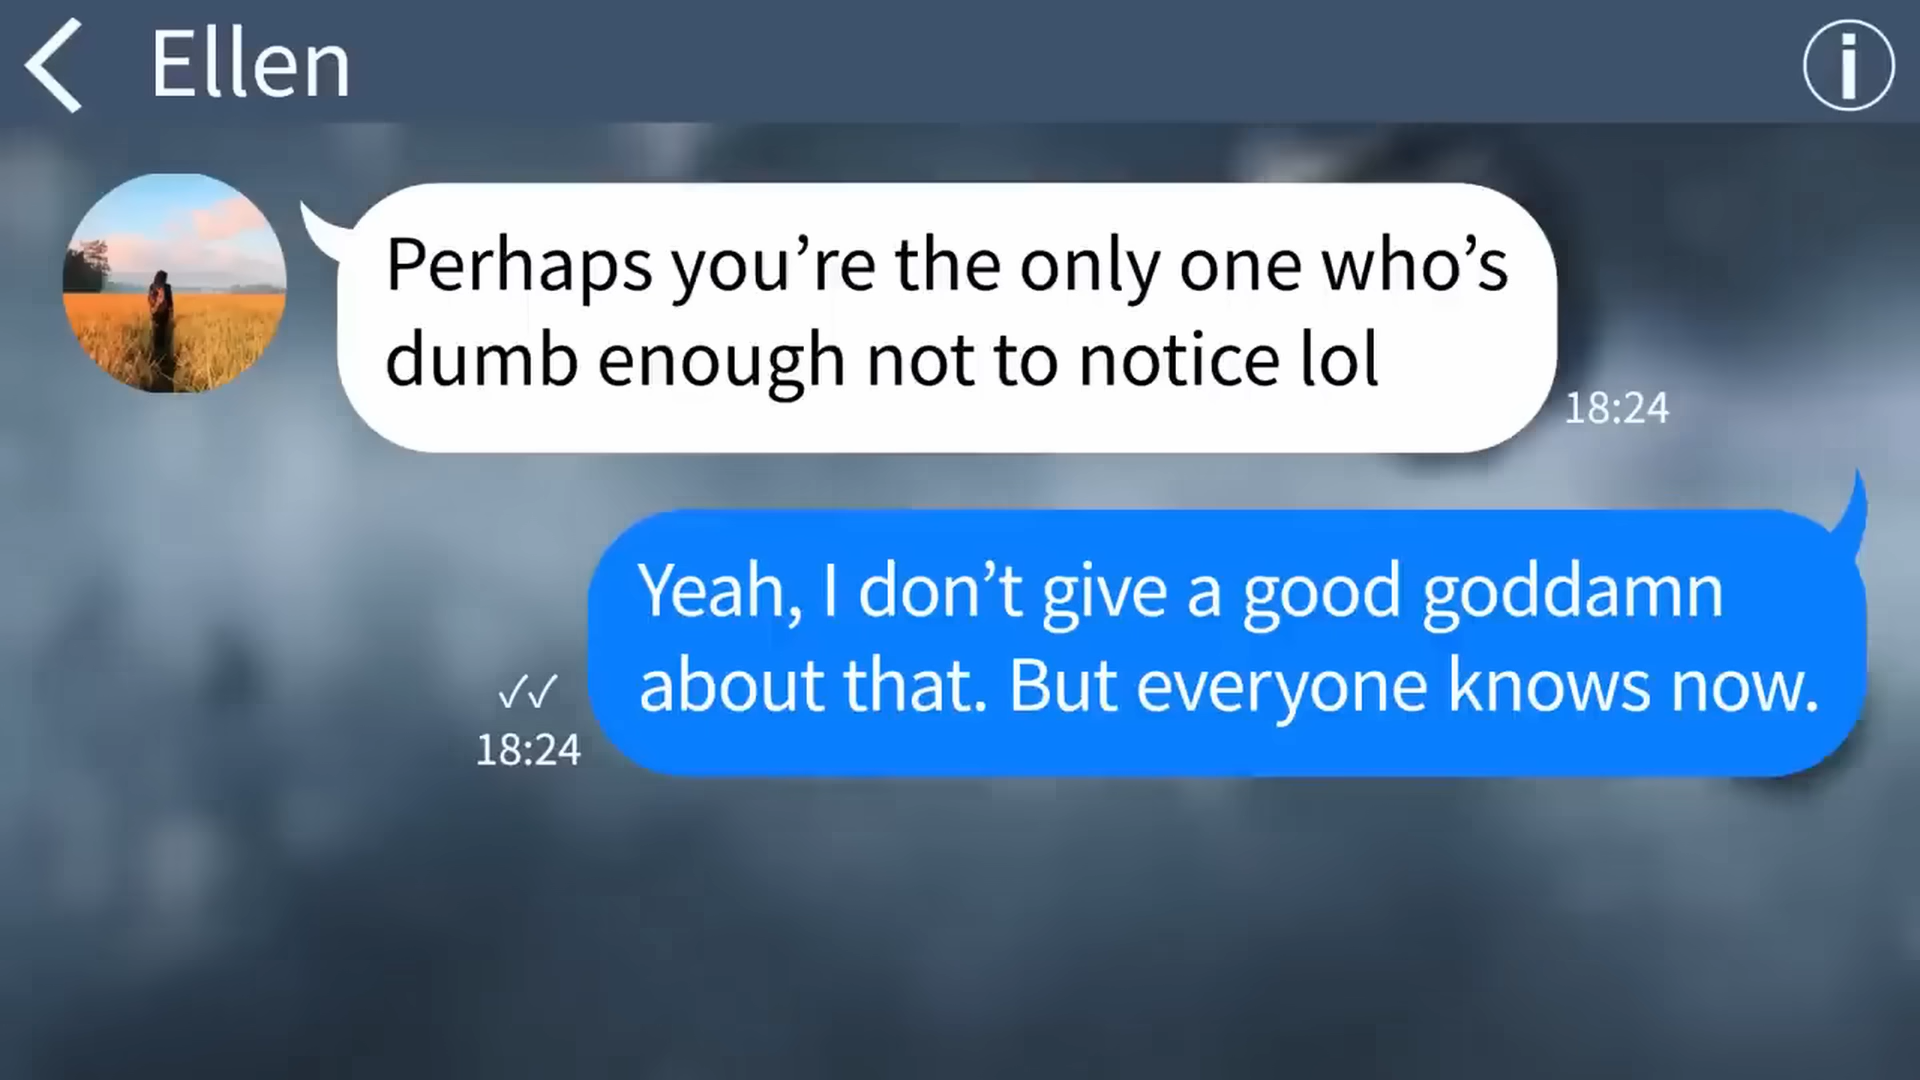 Ellen
Perhaps you’re the only one who’s
dumb enough not to notice lol
18:24
Yeah, I don’t give a good goddamn
about that. But everyone knows now.
✓✓
18:24